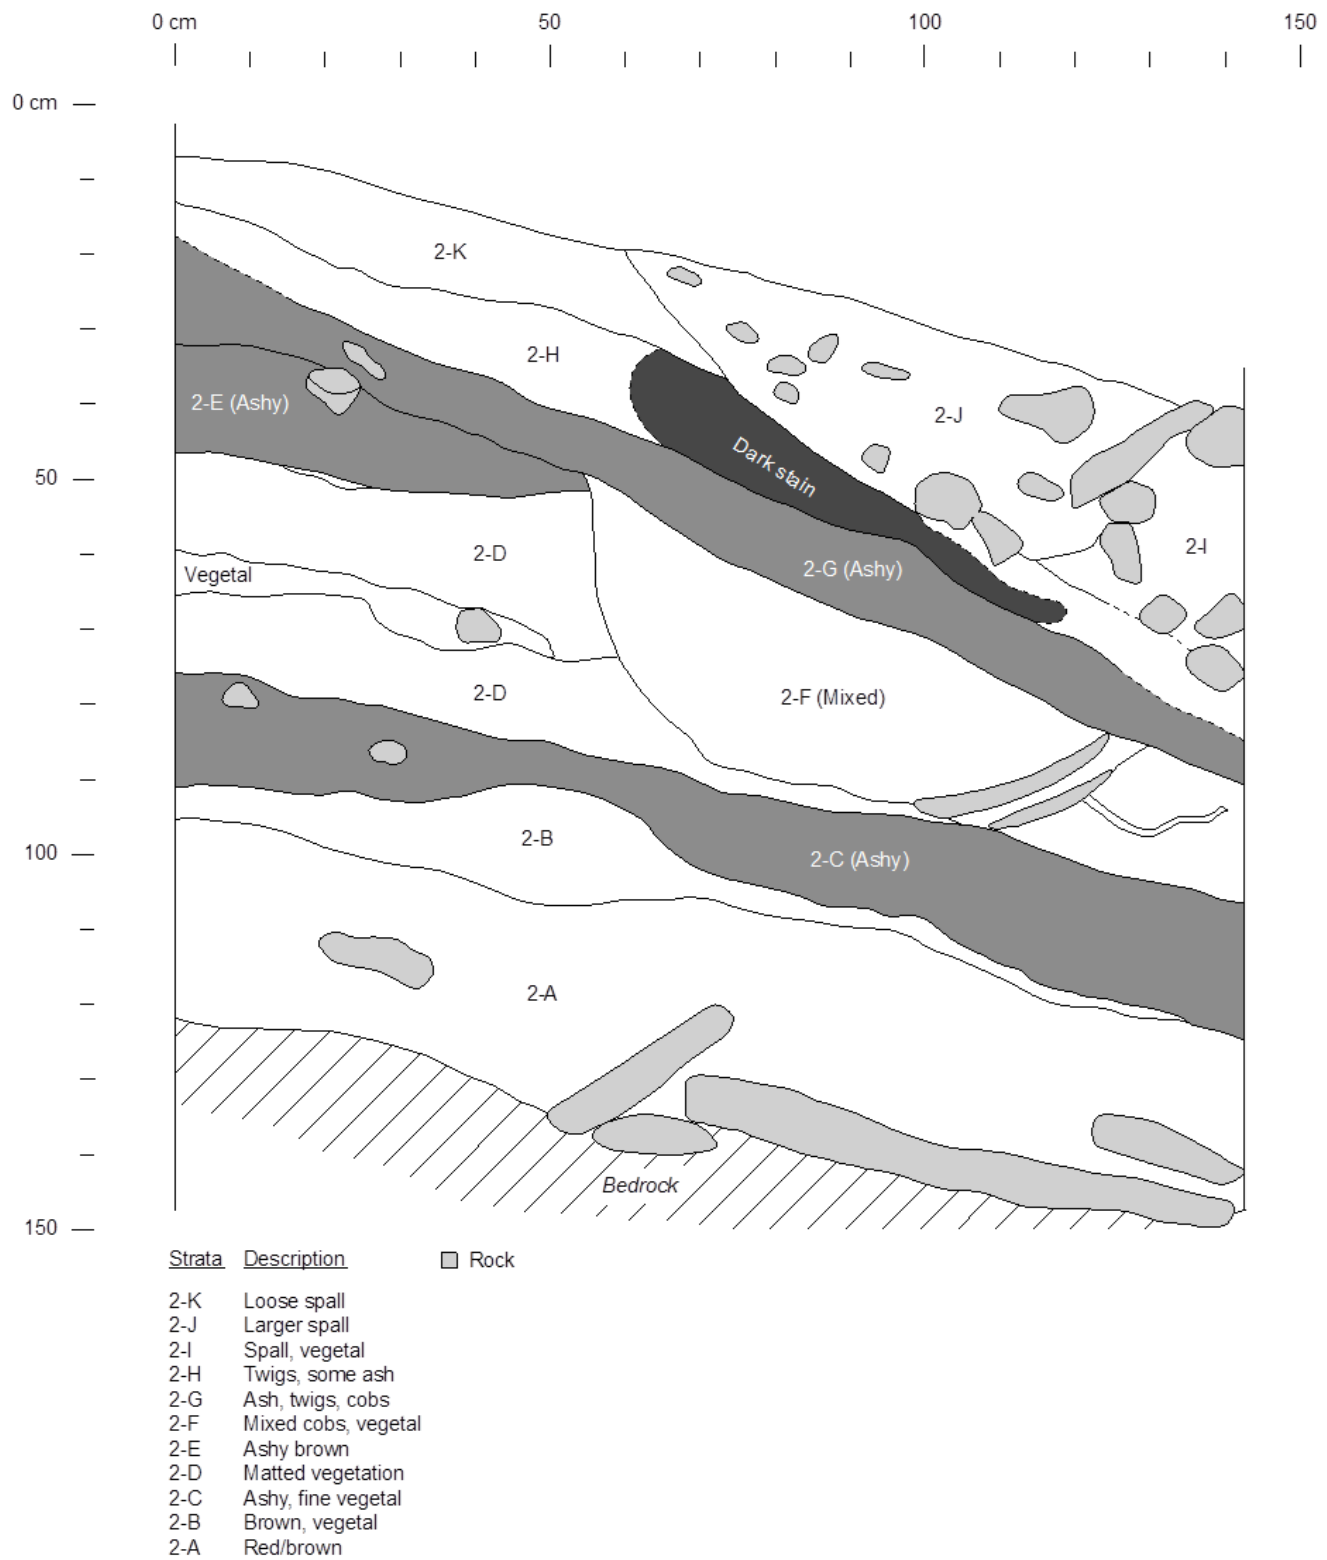 0 cm 50 100 150
0 cm
2-K
2-H
2-E (Ashy)
2-J
Dark stain
50
2-D
2-I
2-G (Ashy)
Vegetal
2-D
2-F (Mixed)
2-B
100
2-C (Ashy)
2-A
Bedrock
150
Strata Description Rock
2-K Loose spall
2-J Larger spall
2-I Spall, vegetal
2-H Twigs, some ash
2-G Ash, twigs, cobs
2-F Mixed cobs, vegetal
2-E Ashy brown
2-D Matted vegetation
2-C Ashy, fine vegetal
2-B Brown, vegetal
2-A Red/brown